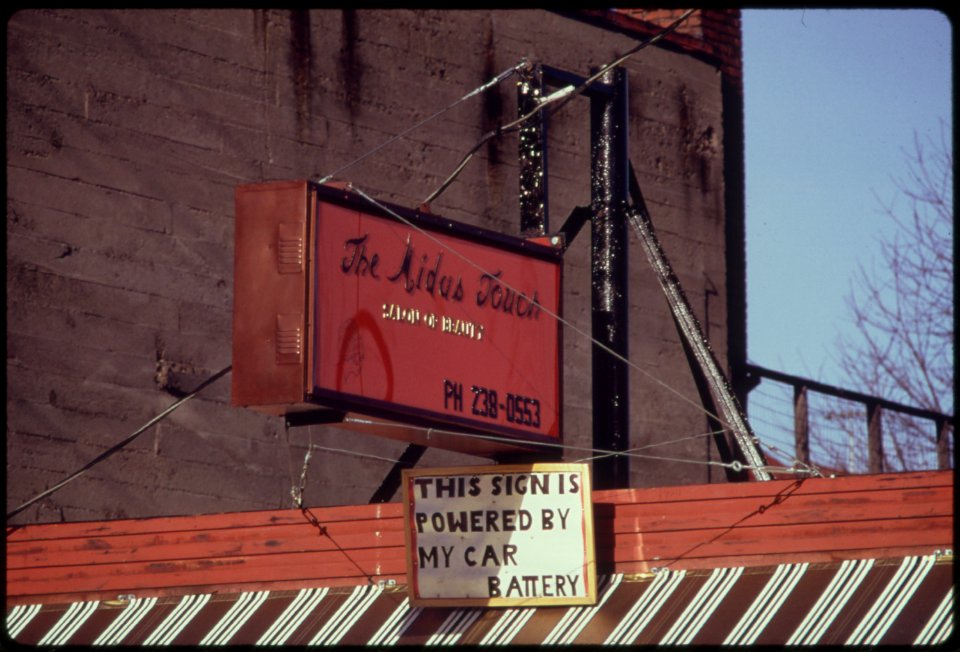 The Midas Touch
SALON OF BEAUTY
PH 238-0553
THIS SIGN IS
POWERED BY
MY CAR
BATTERY